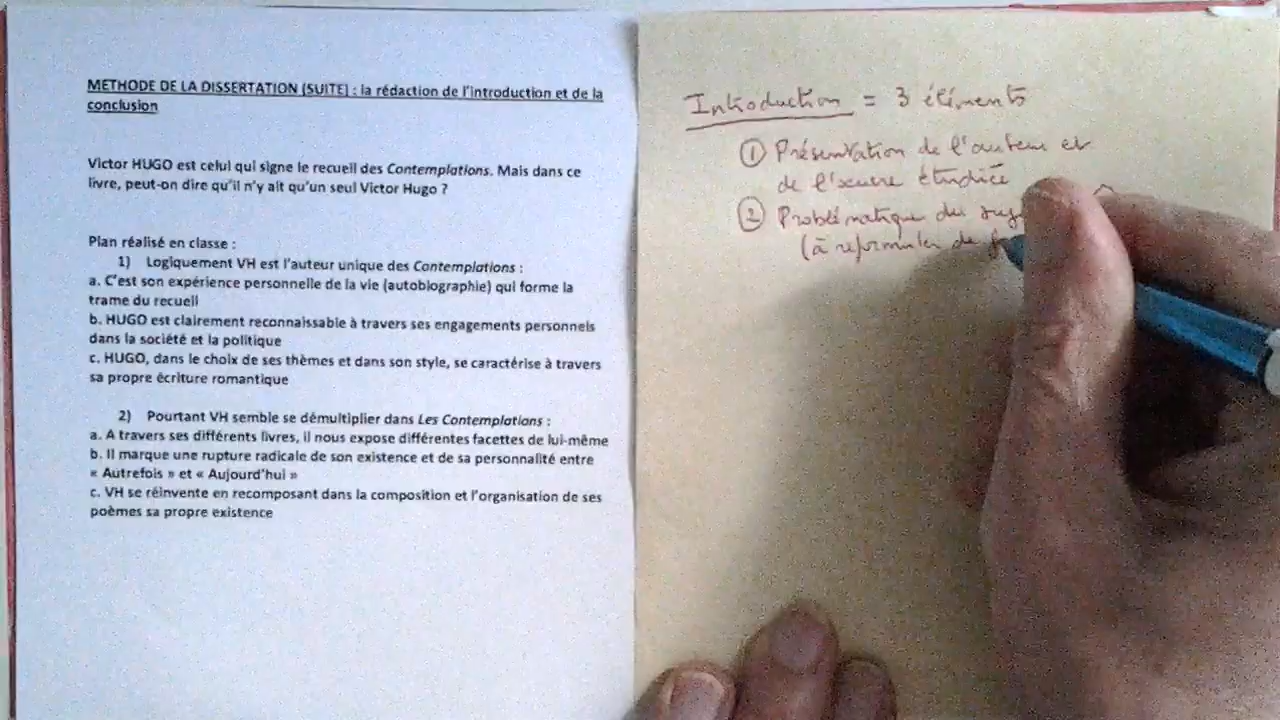 METHODE DE LA DISSERTATION (SUITE) : la rédaction de l'introduction et de la
conclusion
Victor HUGO est celui qui signe le recueil des Contemplations. Mais dans ce
livre, peut-on dire qu'il n'y ait qu'un seul Victor Hugo ?
Plan réalisé en classe :
1) Logiquement VH est l'auteur unique des Contemplations :
a. C'est son expérience personnelle de la vie (autobiographie) qui forme la
trame du recueil
b. HUGO est clairement reconnaissable à travers ses engagements personnels
dans la société et la politique
c. HUGO, dans le choix de ses thèmes et dans son style, se caractérise à travers
sa propre écriture romantique
2) Pourtant VH semble se démultiplier dans Les Contemplations :
a. A travers ses différents livres, il nous expose différentes facettes de lui-même
b. Il marque une rupture radicale de son existence et de sa personnalité entre
« Autrefois » et « Aujourd'hui »
c. VH se réinvente en recomposant dans la composition et l'organisation de ses
poèmes sa propre existence
Introduction = 3 éléments
① Présentation de l'auteur et
de l'œuvre étudiée
② Problématique du
(à reformuler de